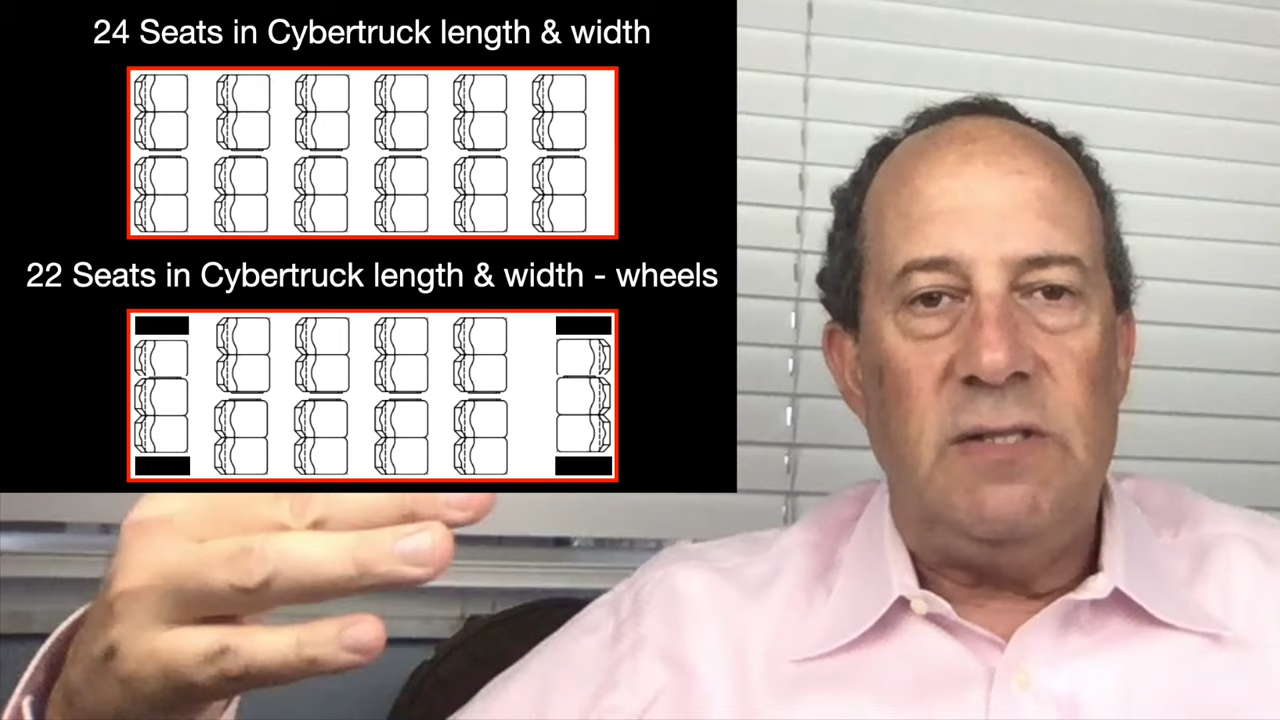 24 Seats in Cybertruck length & width
22 Seats in Cybertruck length & width - wheels